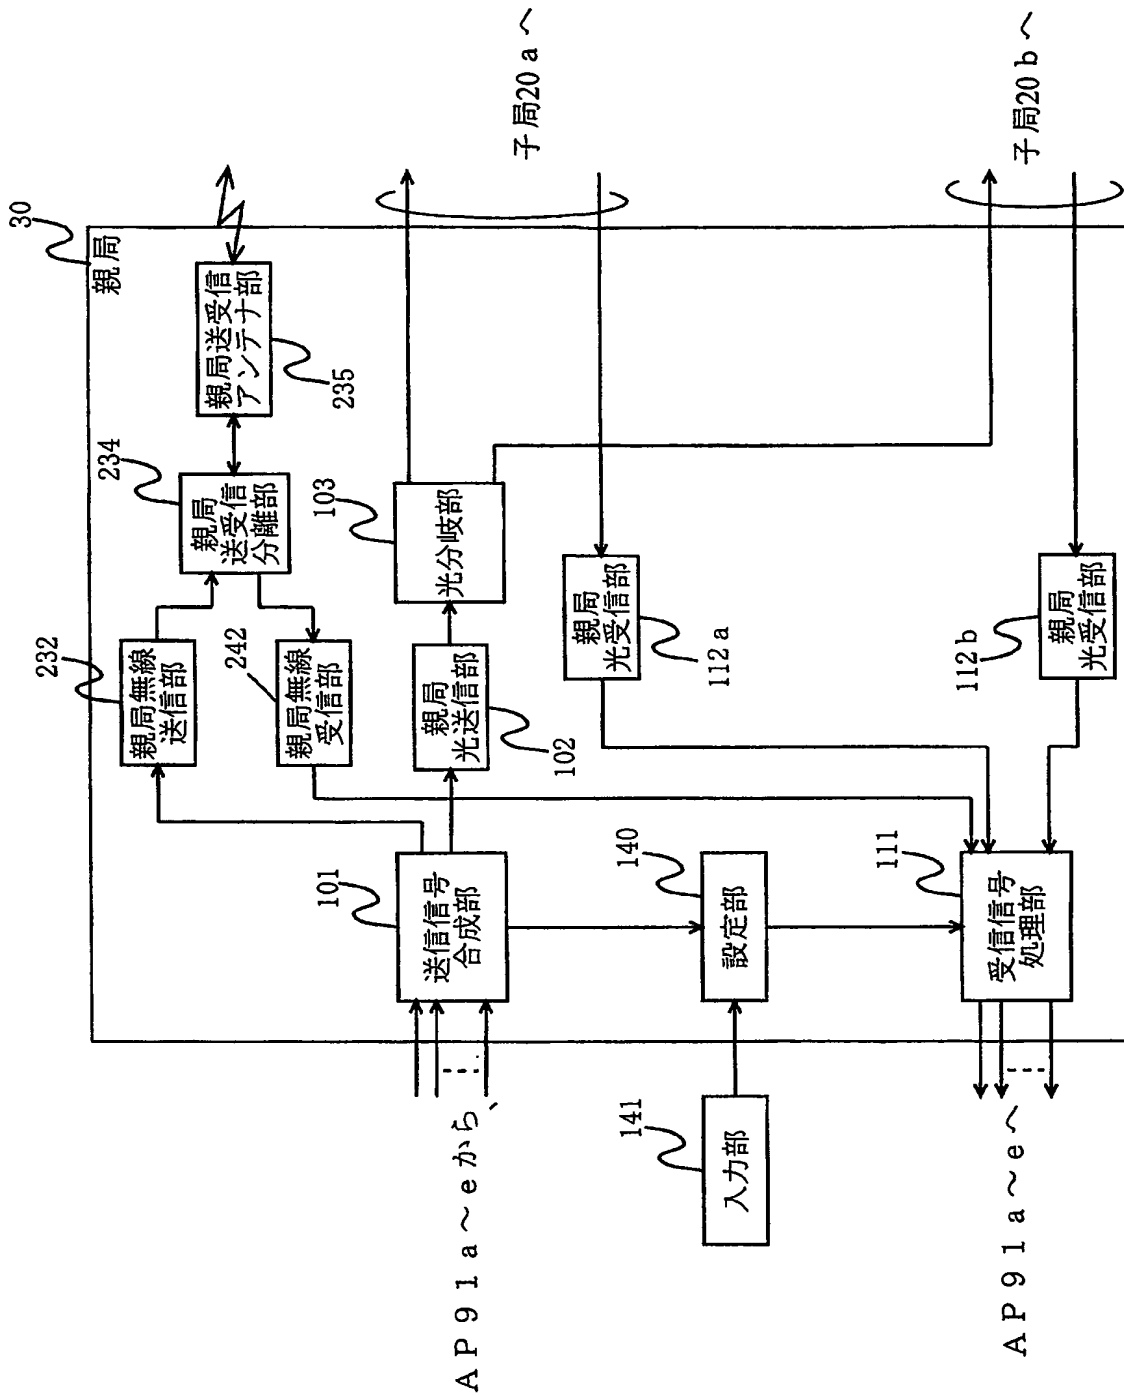 30
親局
232
親局無線
送信部
234
親局
送受信
分離部
親局送受信
アンテナ部
235
242
親局無線
受信部
101
送信信号
合成部
AP91a～eから
親局
光送信部
102
103
光分岐部
子局20aへ
親局
光受信部
112a
141
入力部
140
設定部
111
受信信号
処理部
AP91a～eへ
112b
親局
光受信部
子局20bへ